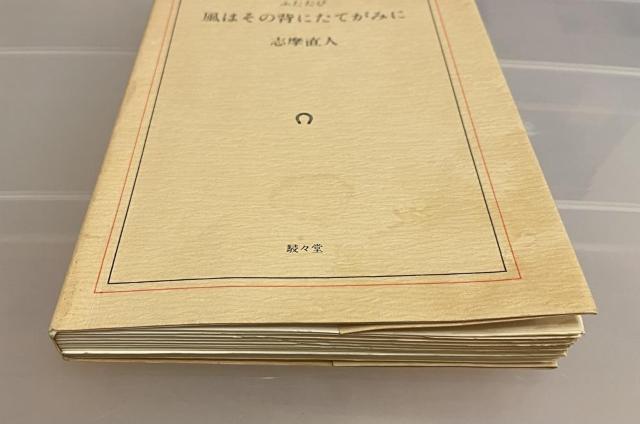 ふたたび
風はその背にたてがみに
志摩直人
駸々堂